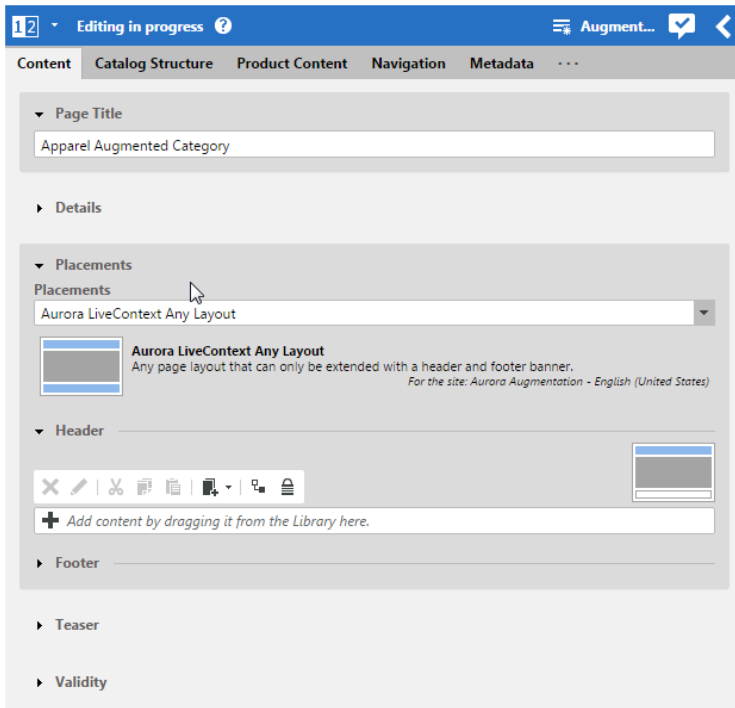 12 Editing in progress ? Augment...
Content Catalog Structure Product Content Navigation Metadata ...
Page Title
Apparel Augmented Category
Details
Placements
Placements
Aurora LiveContext Any Layout
Aurora LiveContext Any Layout
Any page layout that can only be extended with a header and footer banner.
For the site: Aurora Augmentation - English (United States)
Header
Add content by dragging it from the Library here.
Footer
Teaser
Validity